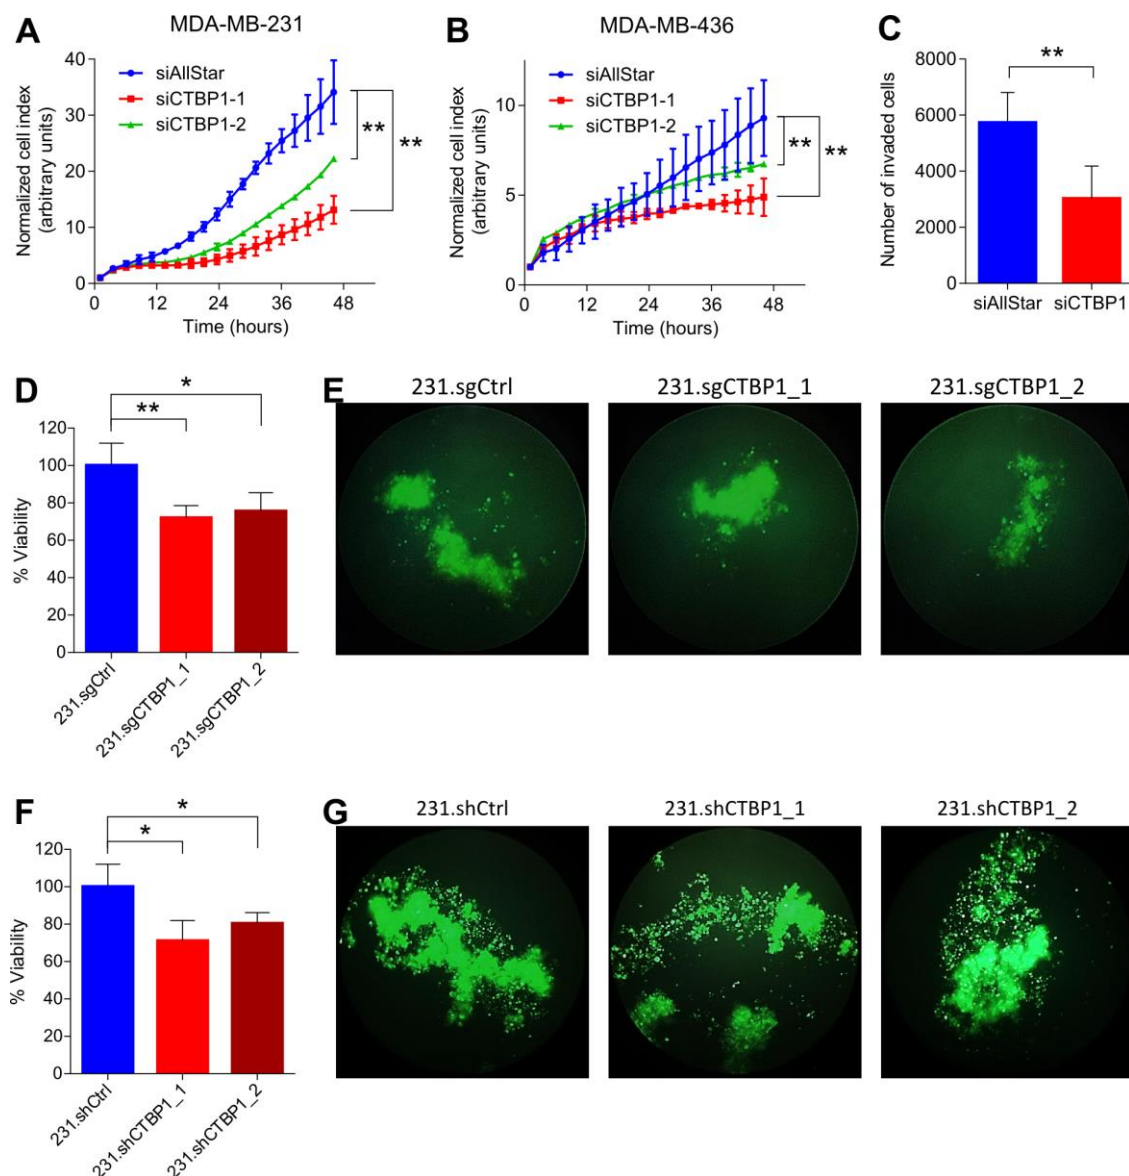 A
MDA-MB-231
Normalized cell index
(arbitrary units)
40
30
20
10
0
siAllStar
siCTBP1-1
siCTBP1-2
**
**
0 12 24 36 48
Time (hours)
B
MDA-MB-436
Normalized cell index
(arbitrary units)
10
5
0
siAllStar
siCTBP1-1
siCTBP1-2
**
**
0 12 24 36 48
Time (hours)
C
Number of invaded cells
8000
6000
4000
2000
0
**
siAllStar siCTBP1
D
% Viability
120
100
80
60
40
20
0
*
**
231.sgCtrl
231.sgCTBP1_1
231.sgCTBP1_2
E
231.sgCtrl
231.sgCTBP1_1
231.sgCTBP1_2
F
% Viability
120
100
80
60
40
20
0
*
*
231.shCtrl
231.shCTBP1_1
231.shCTBP1_2
G
231.shCtrl
231.shCTBP1_1
231.shCTBP1_2